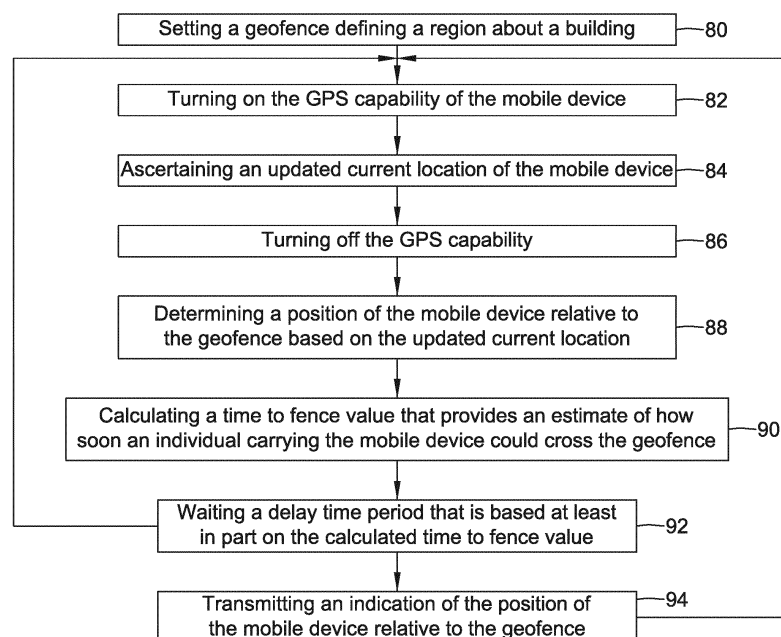 Setting a geofence defining a region about a building 80
Turning on the GPS capability of the mobile device 82
Ascertaining an updated current location of the mobile device 84
Turning off the GPS capability 86
Determining a position of the mobile device relative to
the geofence based on the updated current location 88
Calculating a time to fence value that provides an estimate of how
soon an individual carrying the mobile device could cross the geofence 90
Waiting a delay time period that is based at least
in part on the calculated time to fence value 92
Transmitting an indication of the position of 94
the mobile device relative to the geofence